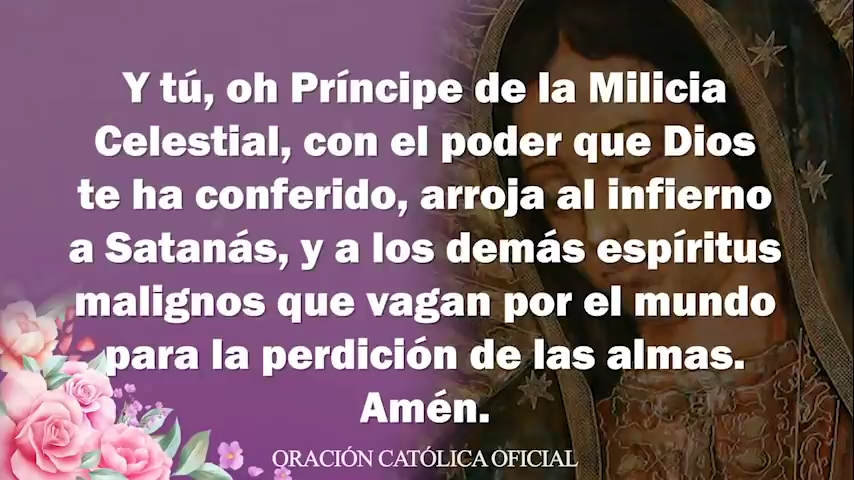 Y tú, oh Príncipe de la Milicia
Celestial, con el poder que Dios
te ha conferido, arroja al infierno
a Satanás, y a los demás espíritus
malignos que vagan por el mundo
para la perdición de las almas.
Amén.
ORACIÓN CATÓLICA OFICIAL